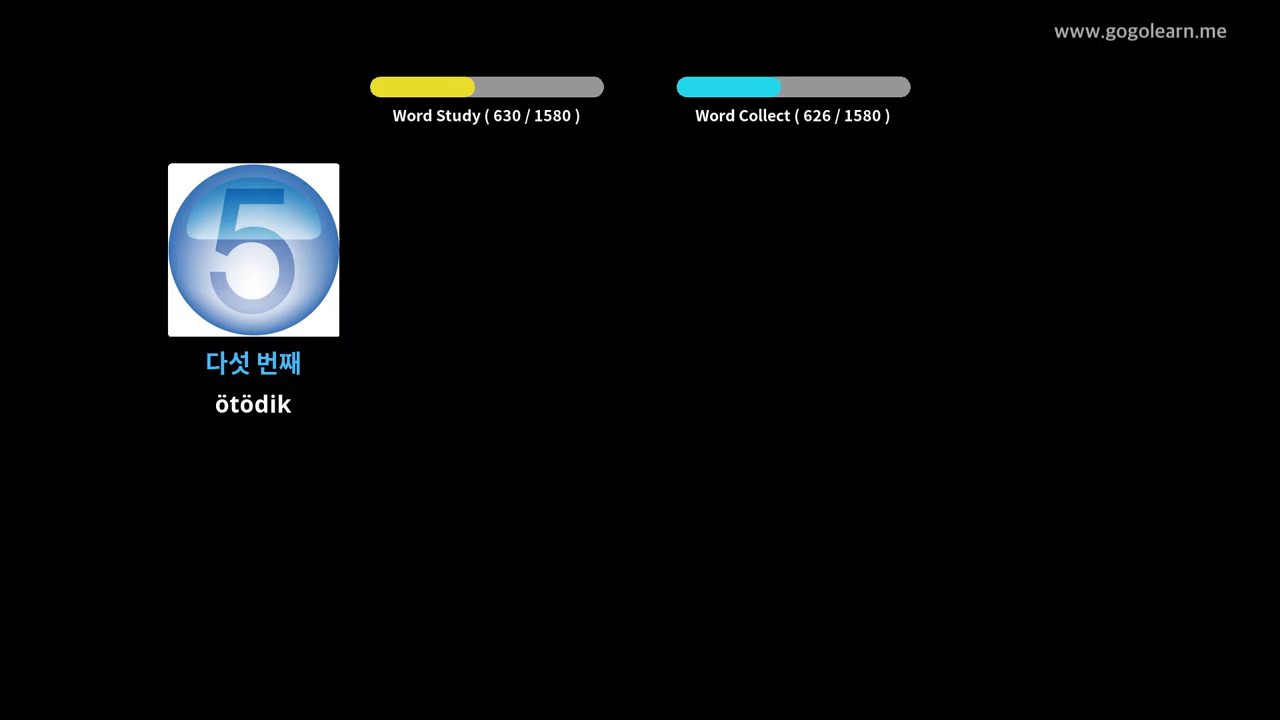 www.gogolearn.me
Word Study ( 630 / 1580 )
Word Collect ( 626 / 1580 )
5
다섯 번째
ötödik